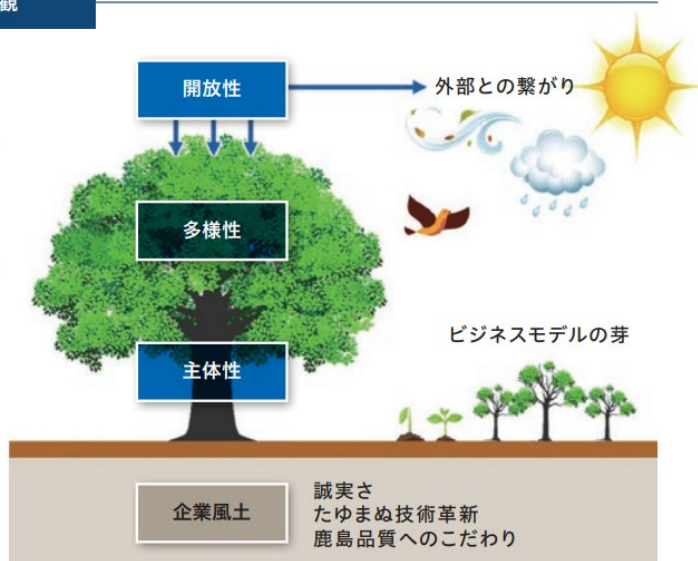 観
開放性
外部との繋がり
多様性
ビジネスモデルの芽
主体性
企業風土
誠実さ
たゆまぬ技術革新
鹿島品質へのこだわり